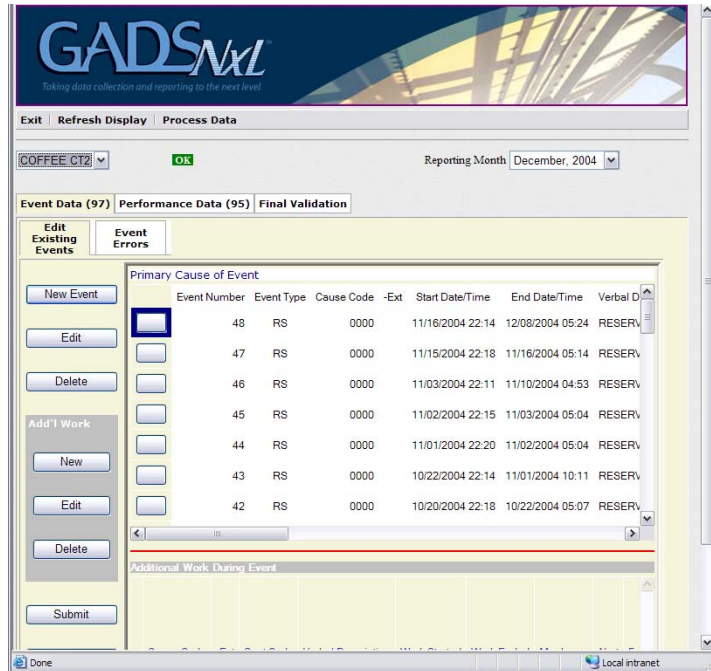 GADSNxL
Taking data collection and reporting to the next level
Exit | Refresh Display | Process Data
COFFEE CT2 OK Reporting Month December, 2004
Event Data (97) Performance Data (95) Final Validation
Edit Existing Events Event Errors
Primary Cause of Event
New Event
Edit
Delete
Add'l Work
New
Edit
Delete
Submit
Event Number Event Type Cause Code -Ext Start Date/Time End Date/Time Verbal D
48 RS 0000 11/16/2004 22:14 12/08/2004 05:24 RESERV
47 RS 0000 11/15/2004 22:18 11/16/2004 05:14 RESERV
46 RS 0000 11/03/2004 22:11 11/10/2004 04:53 RESERV
45 RS 0000 11/02/2004 22:15 11/03/2004 05:04 RESERV
44 RS 0000 11/01/2004 22:20 11/02/2004 05:04 RESERV
43 RS 0000 10/22/2004 22:14 11/01/2004 10:11 RESERV
42 RS 0000 10/20/2004 22:18 10/22/2004 05:07 RESERV
Additional Work During Event
Done Local intranet